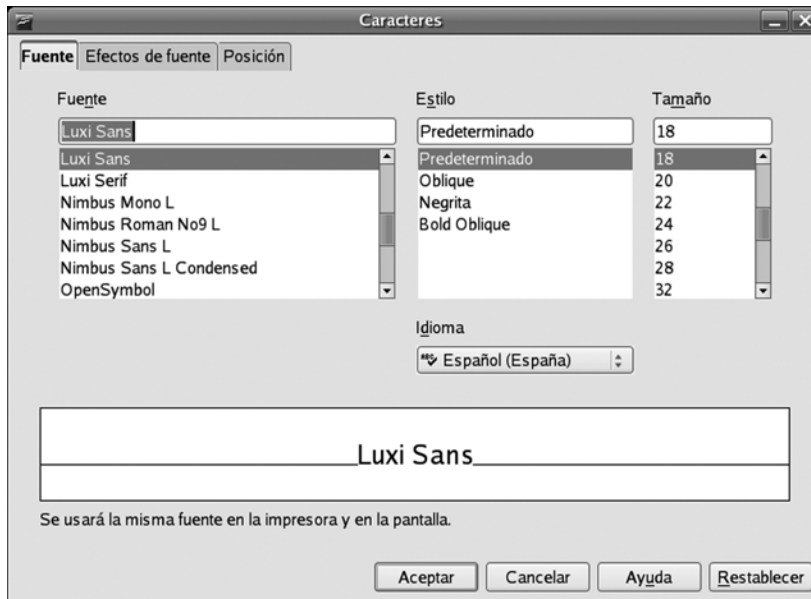 Caracteres
Fuente Efectos de fuente Posición
Fuente Estilo Tamaño
Luxi Sans Predeterminado 18
Luxi Sans Predeterminado 18
Luxi Serif Oblique 20
Nimbus Mono L Negrita 22
Nimbus Roman No9 L Bold Oblique 24
Nimbus Sans L 26
Nimbus Sans L Condensed 28
OpenSymbol 32
Idioma
ABC Español (España)
Luxi Sans
Se usará la misma fuente en la impresora y en la pantalla.
Aceptar Cancelar Ayuda Restablecer